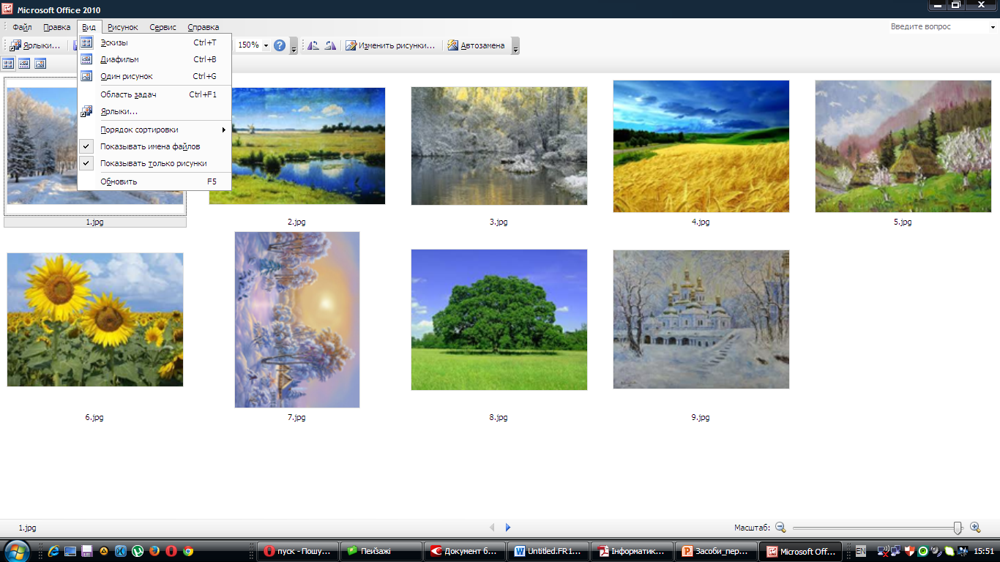 Microsoft Office 2010
Файл Правка Вид Рисунок Сервис Справка Введите вопрос
Ярлыки... 150% Изменить рисунки... Автозамена
Эскизы Ctrl+T
Диафильм Ctrl+B
Один рисунок Ctrl+G
Область задач Ctrl+F1
Ярлыки...
Порядок сортировки
Показывать имена файлов
Показывать только рисунки
Обновить F5
1.jpg 2.jpg 3.jpg 4.jpg 5.jpg
6.jpg 7.jpg 8.jpg 9.jpg
1.jpg Масштаб:
пуск - Пошу... Пейзажі Документ б... Untitled.FR1... Інформатик... Засоби_пер... Microsoft Off... EN 15:51